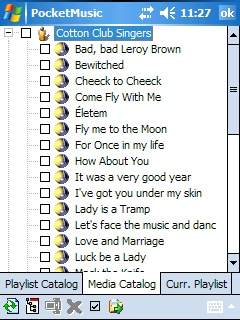 PocketMusic 11:27 ok
Cotton Club Singers
Bad, bad Leroy Brown
Bewitched
Cheeck to Cheeck
Come Fly With Me
Életem
Fly me to the Moon
For Once in my life
How About You
It was a very good year
I've got you under my skin
Lady is a Tramp
Let's face the music and danc
Love and Marriage
Luck be a Lady
Mack the Knife
Playlist Catalog Media Catalog Curr. Playlist